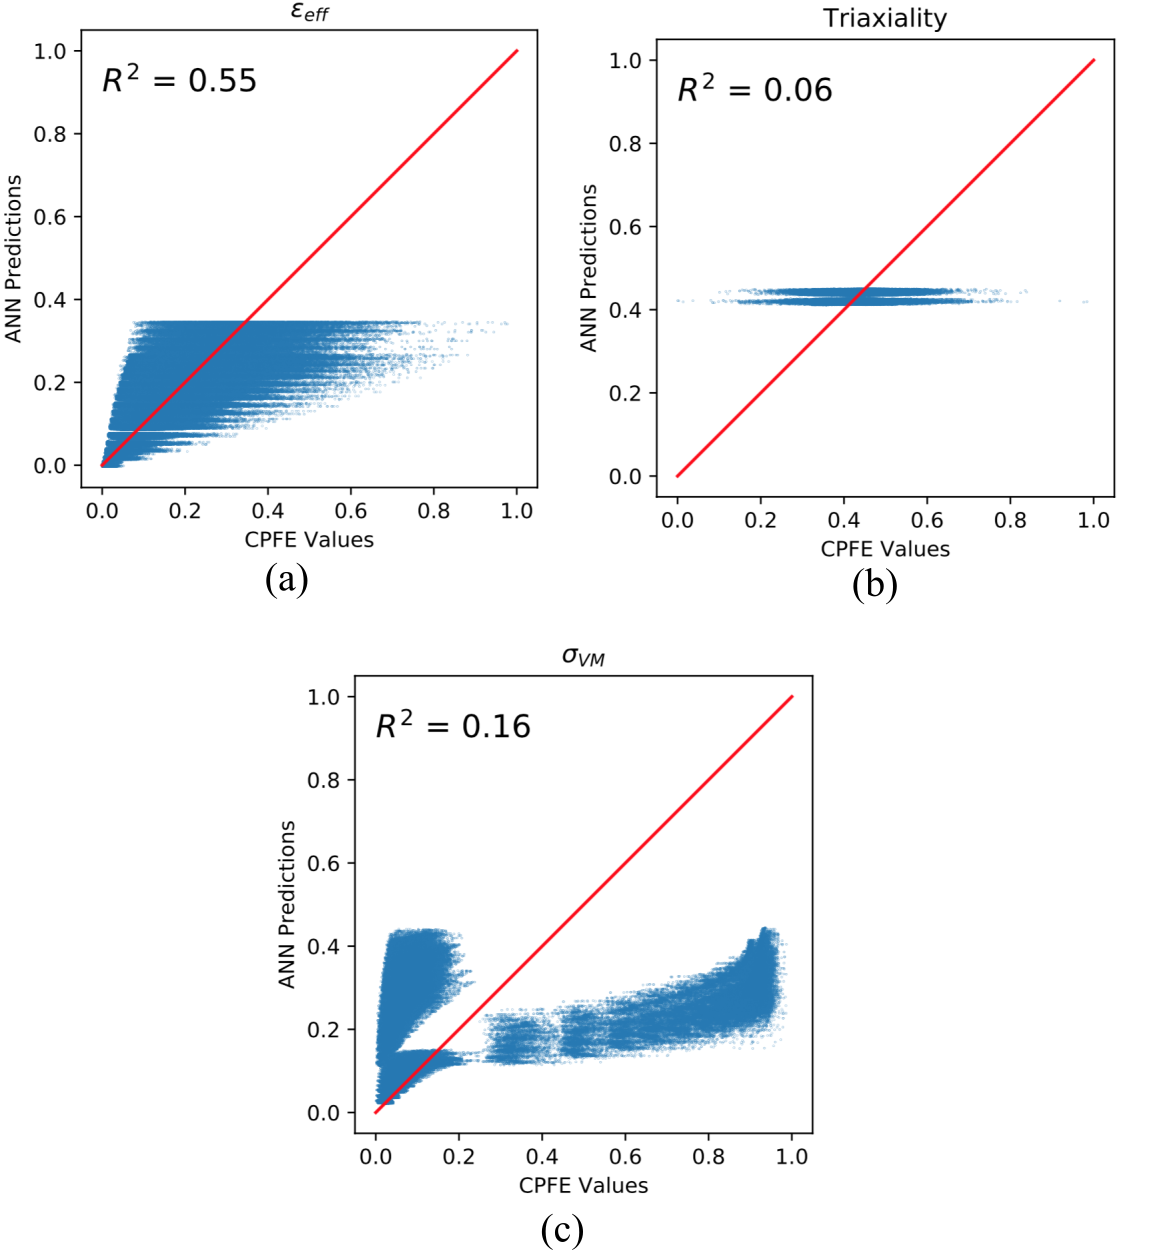 ε_eff
R² = 0.55
1.0
0.8
0.6
0.4
0.2
0.0
ANN Predictions
0.0 0.2 0.4 0.6 0.8 1.0
CPFE Values
(a)
Triaxiality
R² = 0.06
1.0
0.8
0.6
0.4
0.2
0.0
ANN Predictions
0.0 0.2 0.4 0.6 0.8 1.0
CPFE Values
(b)
σ_VM
R² = 0.16
1.0
0.8
0.6
0.4
0.2
0.0
ANN Predictions
0.0 0.2 0.4 0.6 0.8 1.0
CPFE Values
(c)